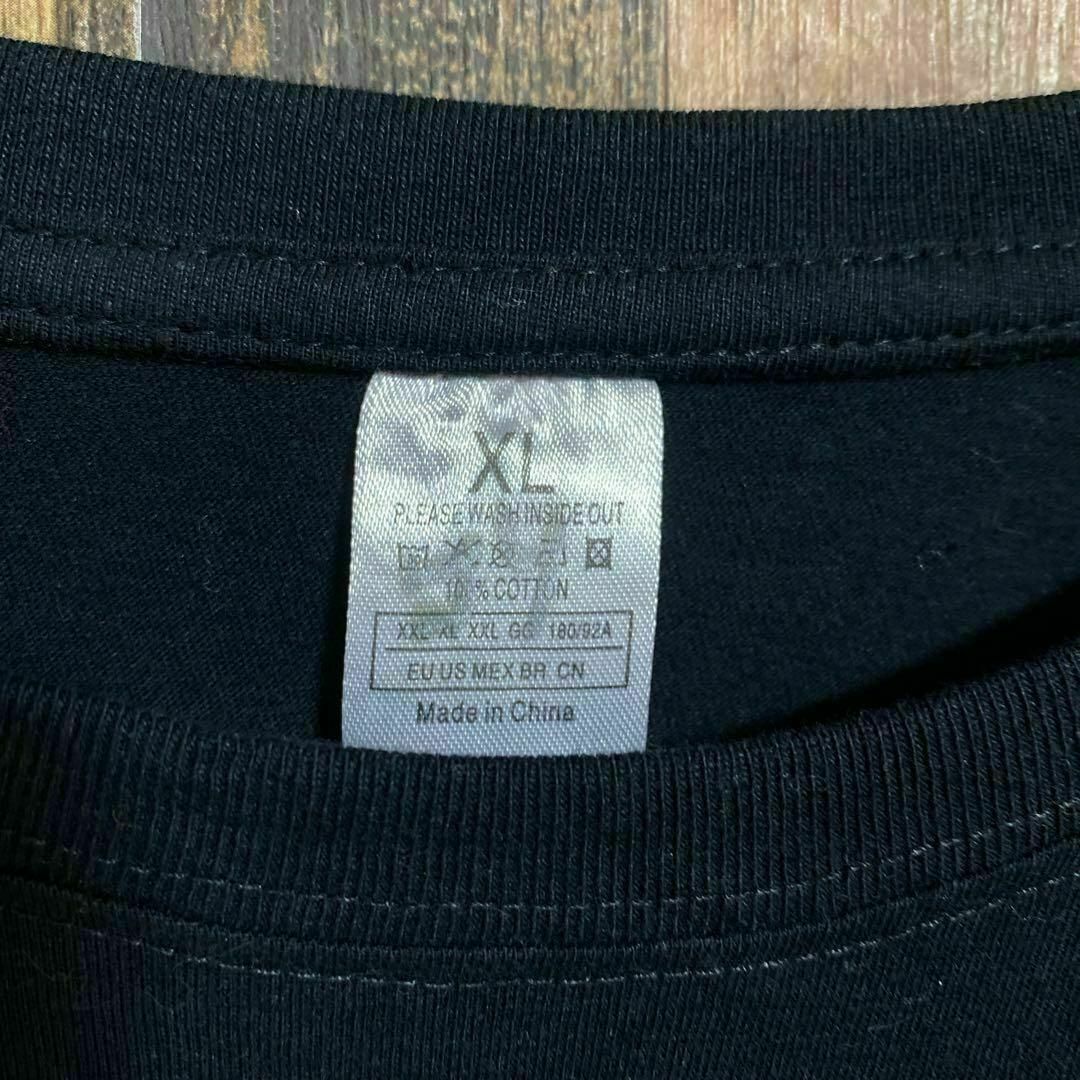 XL
PLEASE WASH INSIDE OUT
% COTTON
XXL XL XXL GG 180/92A
EU US MEX BR CN
Made in China